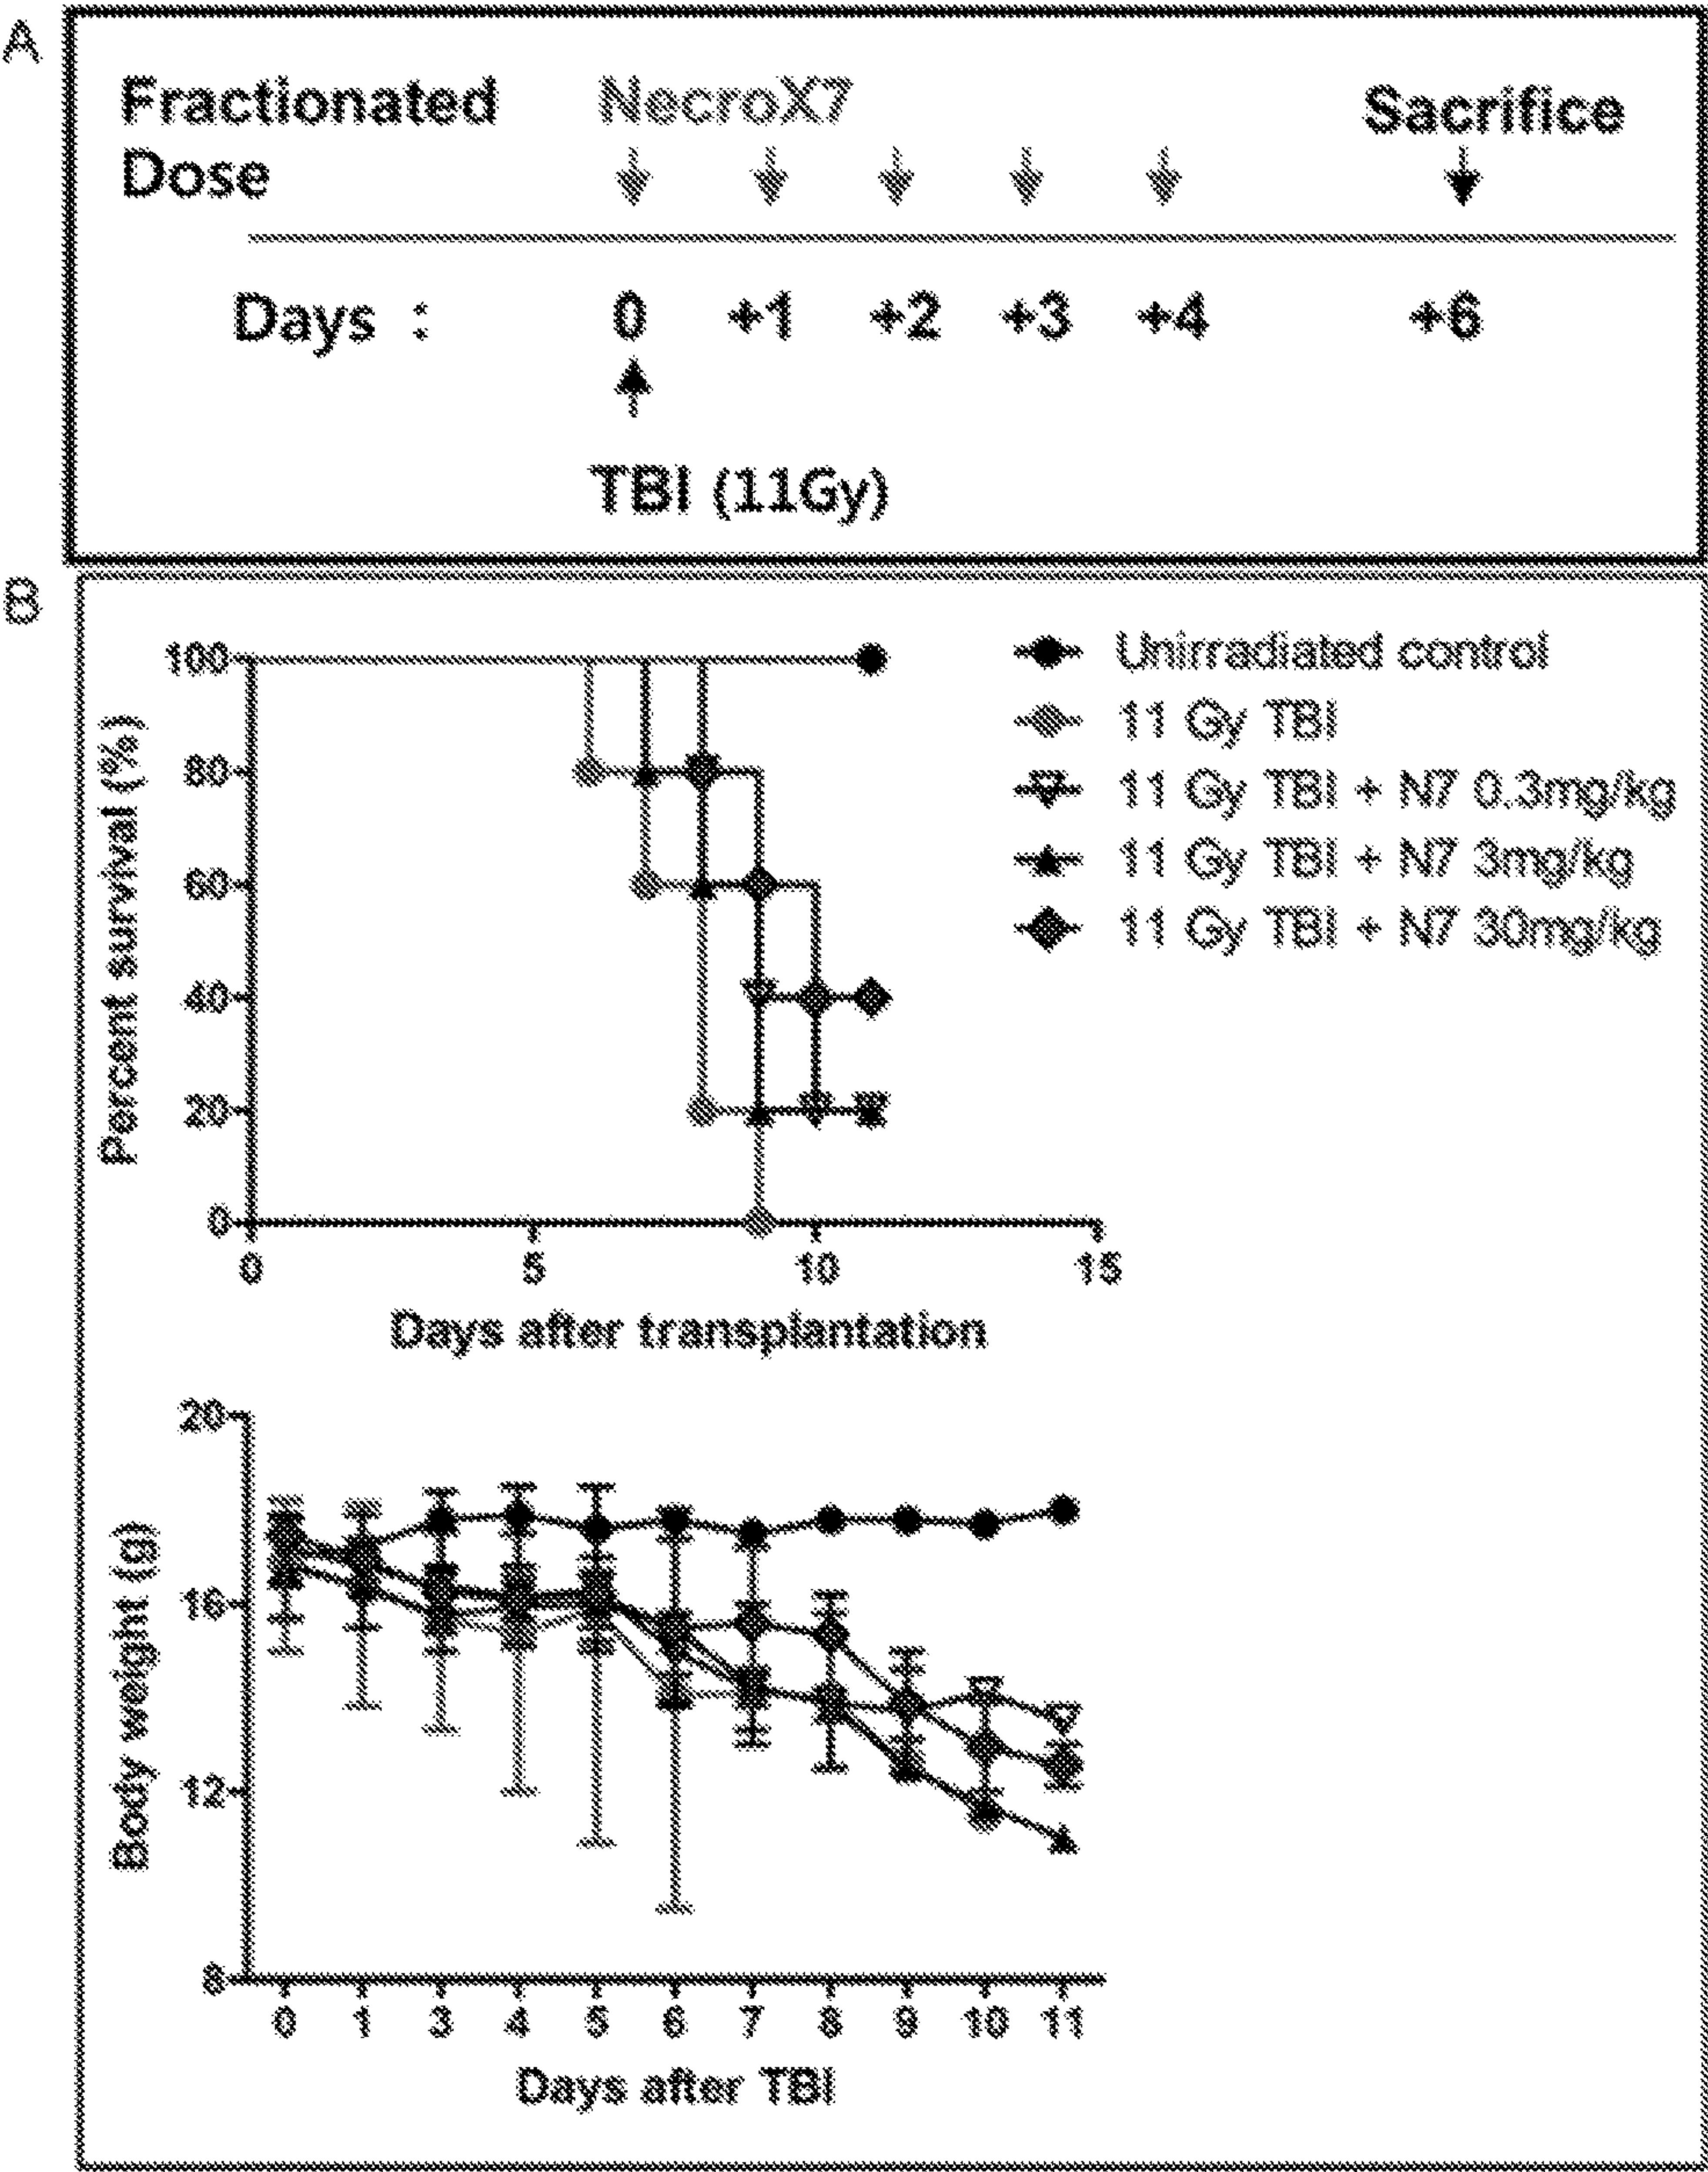 A
Fractionated Dose
NecroX7
Sacrifice
Days : 0 +1 +2 +3 +4 +6
TBI (11Gy)
B
100
80
60
40
20
0
Percent survival (%)
0 5 10 15
Days after transplantation
Unirradiated control
11 Gy TBI
11 Gy TBI + N7 0.3mg/kg
11 Gy TBI + N7 3mg/kg
11 Gy TBI + N7 30mg/kg
20
16
12
8
Body weight (g)
0 1 3 4 5 6 7 8 9 10 11
Days after TBI